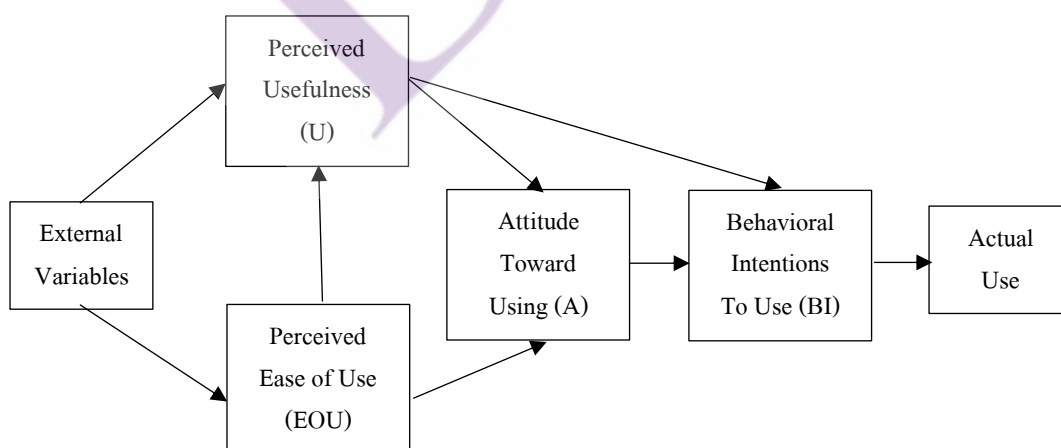 Perceived
Usefulness
(U)
External
Variables
Perceived
Ease of Use
(EOU)
Attitude
Toward
Using (A)
Behavioral
Intentions
To Use (BI)
Actual
Use